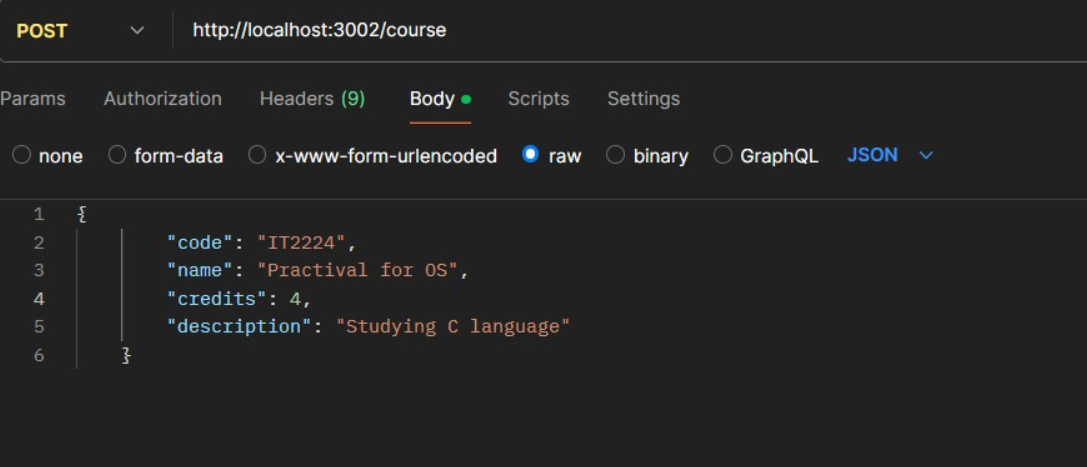 POST http://localhost:3002/course
Params Authorization Headers (9) Body Scripts Settings
none form-data x-www-form-urlencoded raw binary GraphQL JSON
1 {
2 "code": "IT2224",
3 "name": "Practival for OS",
4 "credits": 4,
5 "description": "Studying C language"
6 }